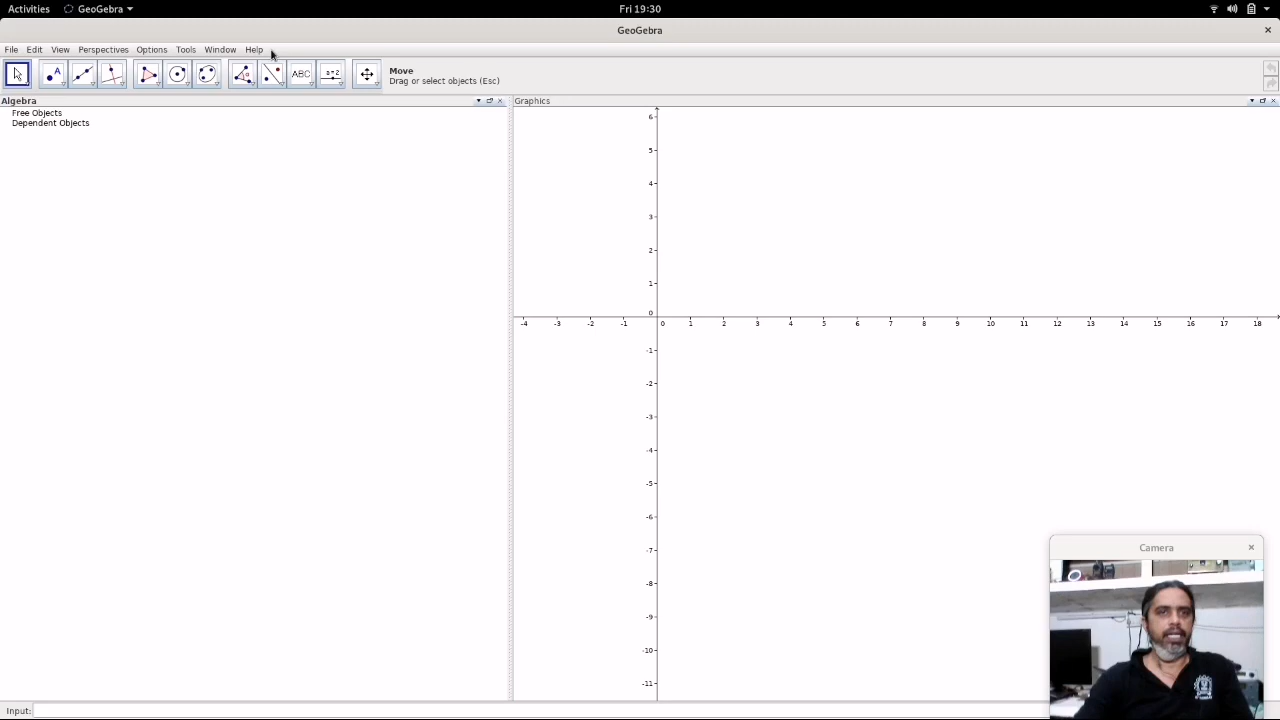 Activities GeoGebra Fri 19:30
GeoGebra
File Edit View Perspectives Options Tools Window Help
A ABC a=2
Move
Drag or select objects (Esc)
Algebra
Free Objects
Dependent Objects
Graphics
6
5
4
3
2
1
0
-4 -3 -2 -1 0 1 2 3 4 5 6 7 8 9 10 11 12 13 14 15 16 17 18
-1
-2
-3
-4
-5
-6
-7
-8
-9
-10
-11
Camera
Input: